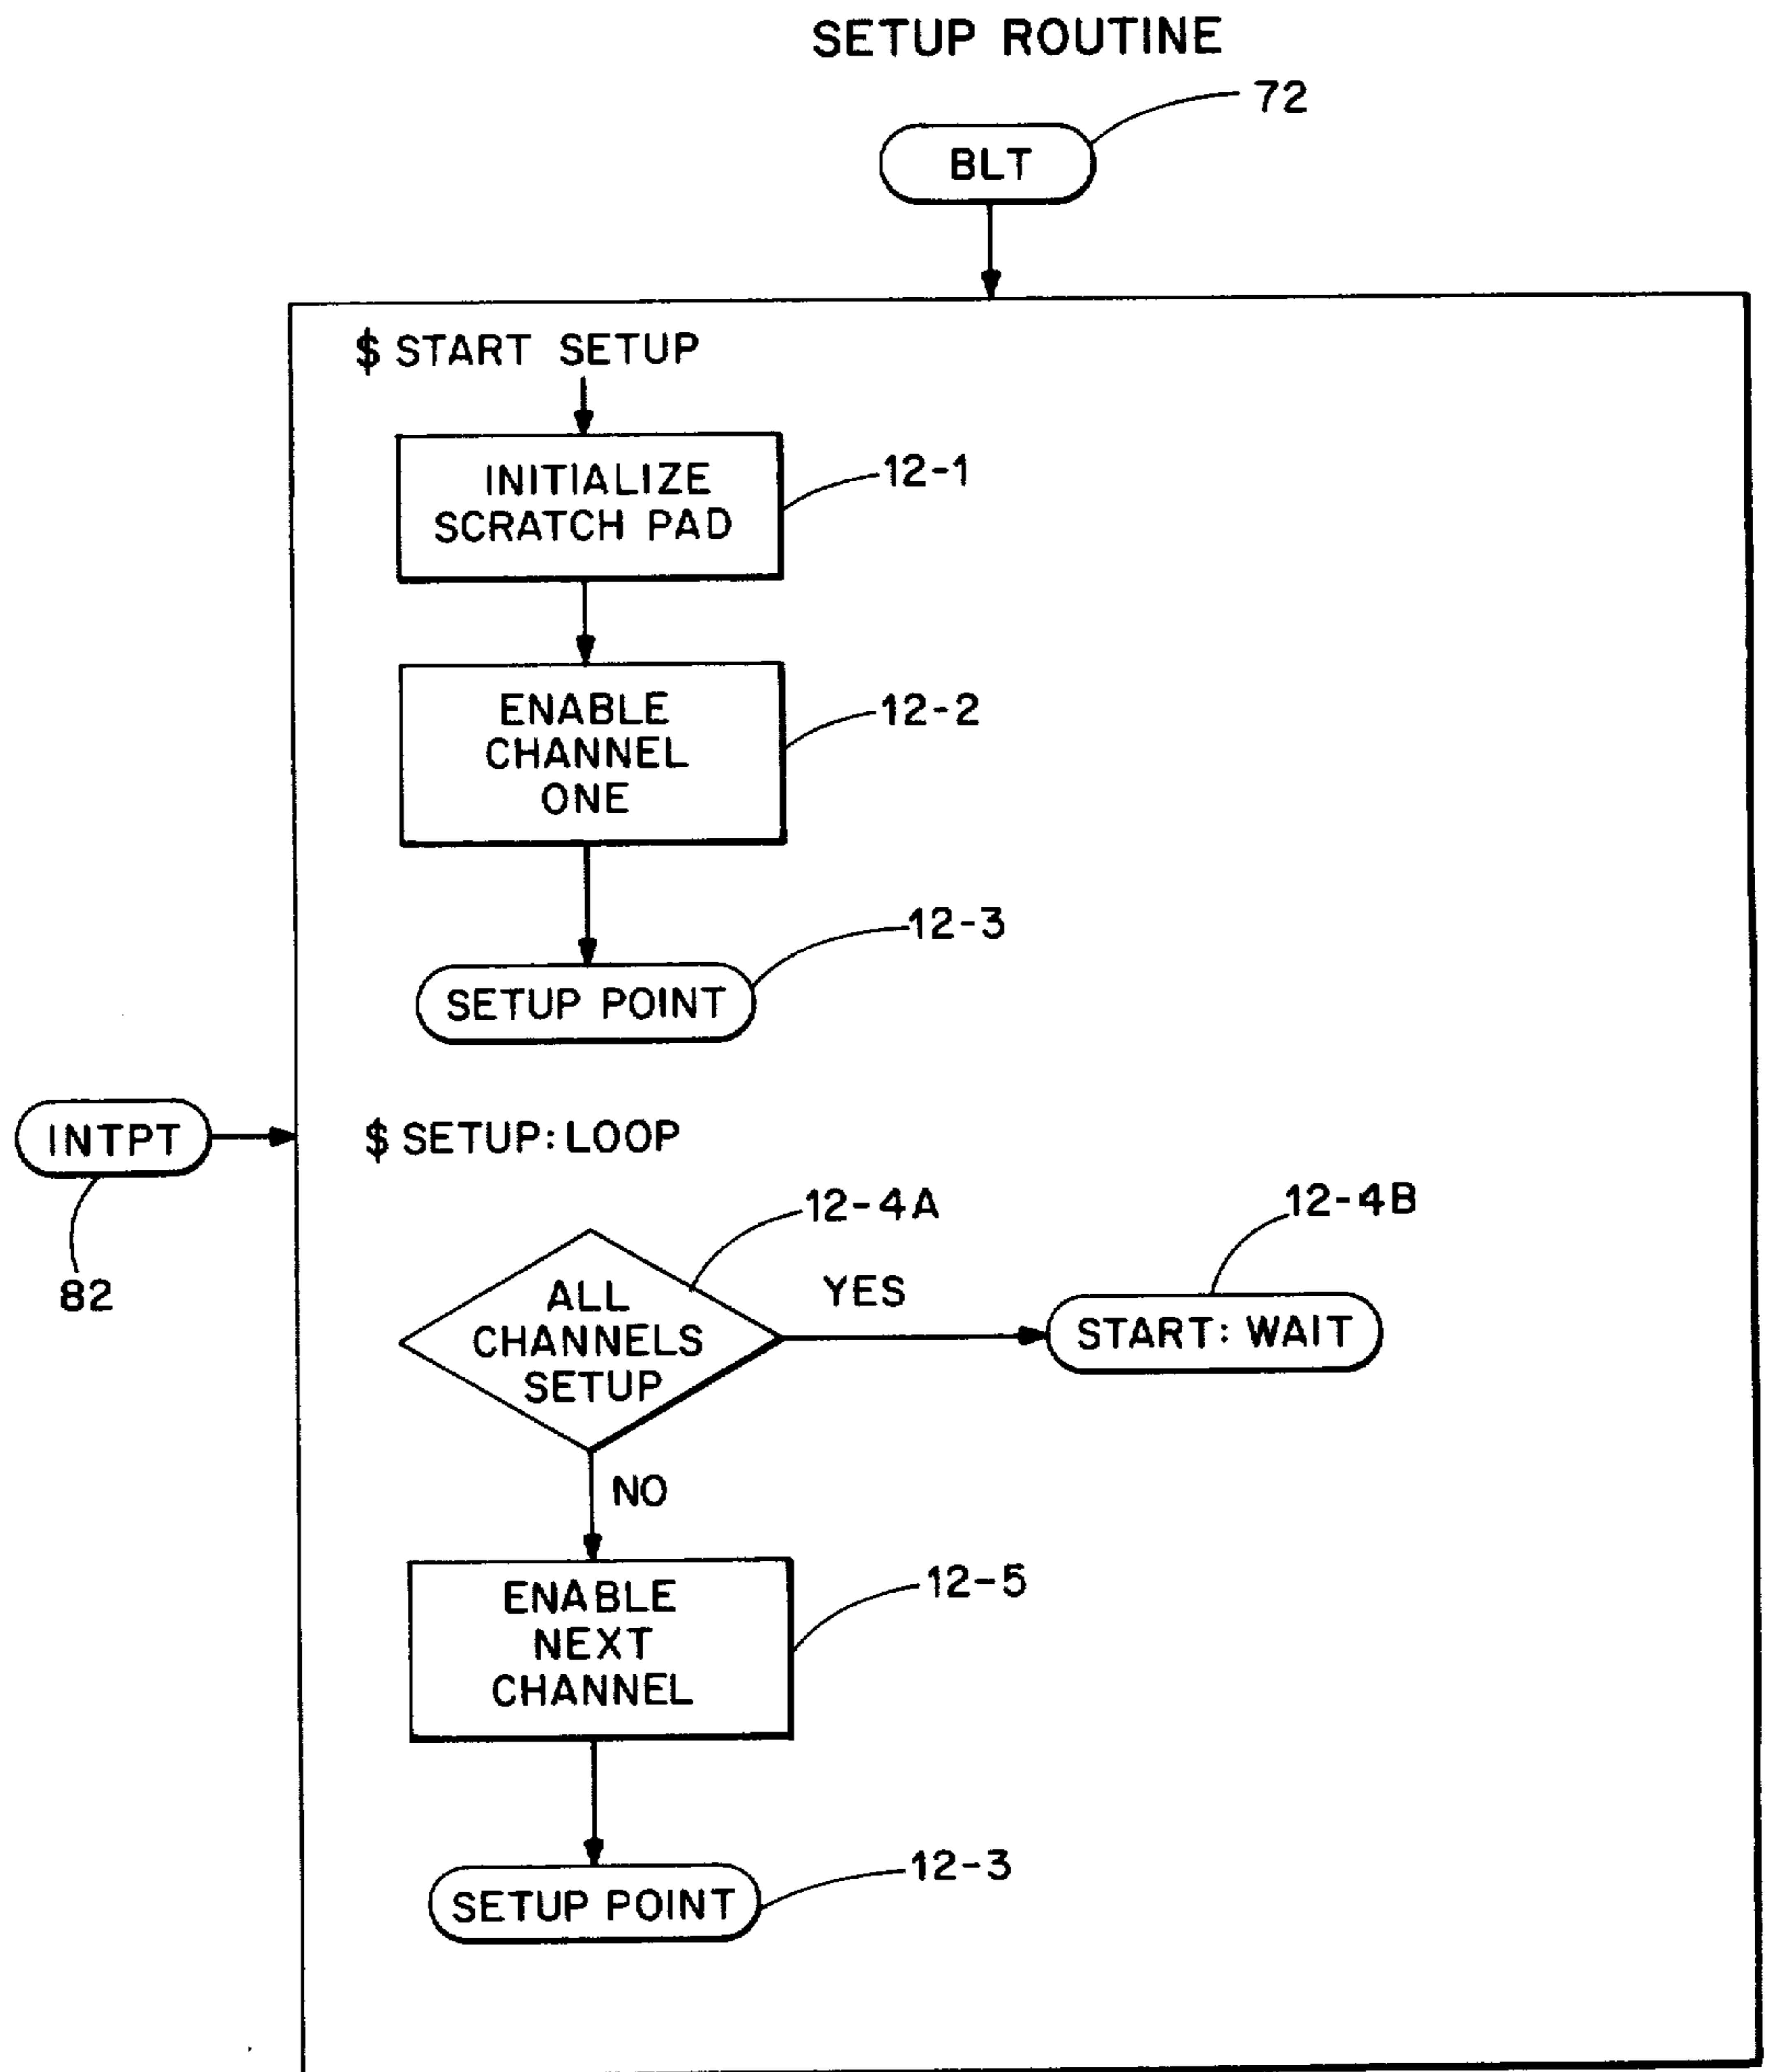 SETUP ROUTINE
72
BLT
$ START SETUP
INITIALIZE
SCRATCH PAD
12-1
ENABLE
CHANNEL
ONE
12-2
12-3
SETUP POINT
INTPT
82
$ SETUP: LOOP
12-4A
12-4B
ALL
CHANNELS
SETUP
YES
START: WAIT
NO
ENABLE
NEXT
CHANNEL
12-5
12-3
SETUP POINT